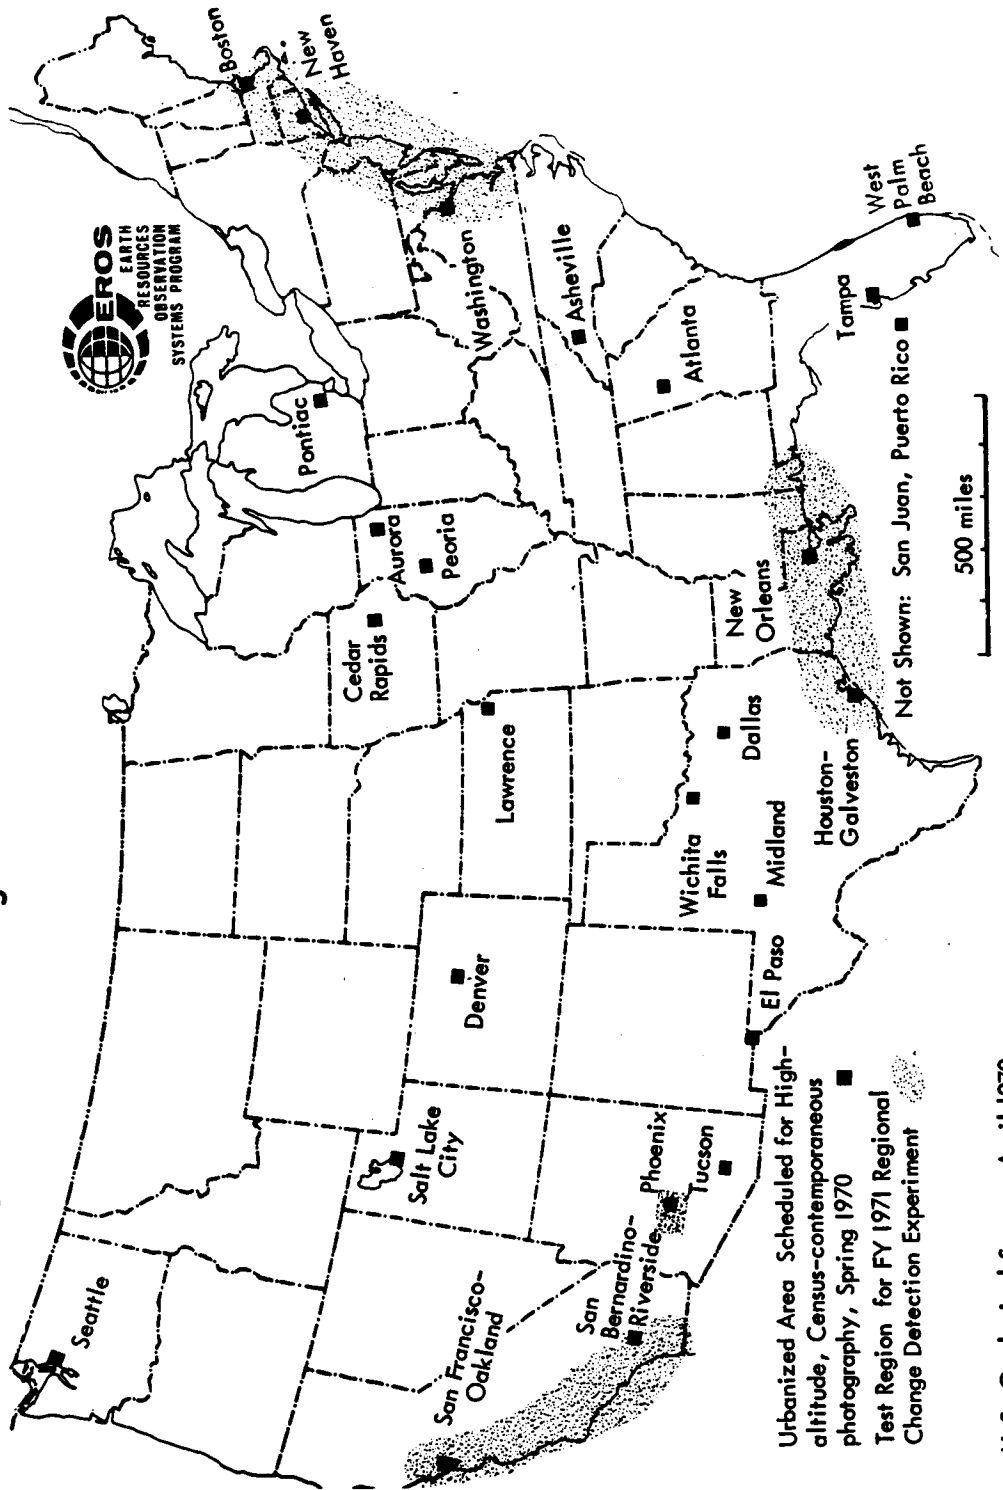 EROS
EARTH
RESOURCES
OBSERVATION
SYSTEMS PROGRAM
Seattle
San Francisco-
Oakland
San
Bernardino-
Riverside
Phoenix
Tucson
Salt Lake
City
Denver
El Paso
Midland
Wichita
Falls
Dallas
Houston-
Galveston
Lawrence
Cedar
Rapids
Aurora
Peoria
New
Orleans
Pontiac
Atlanta
Asheville
Washington
Tampa
West
Palm
Beach
New
Haven
Boston
Urbanized Area Scheduled for High-
altitude, Census-contemporaneous
photography, Spring 1970
Test Region for FY 1971 Regional
Change Detection Experiment
Not Shown: San Juan, Puerto Rico
500 miles